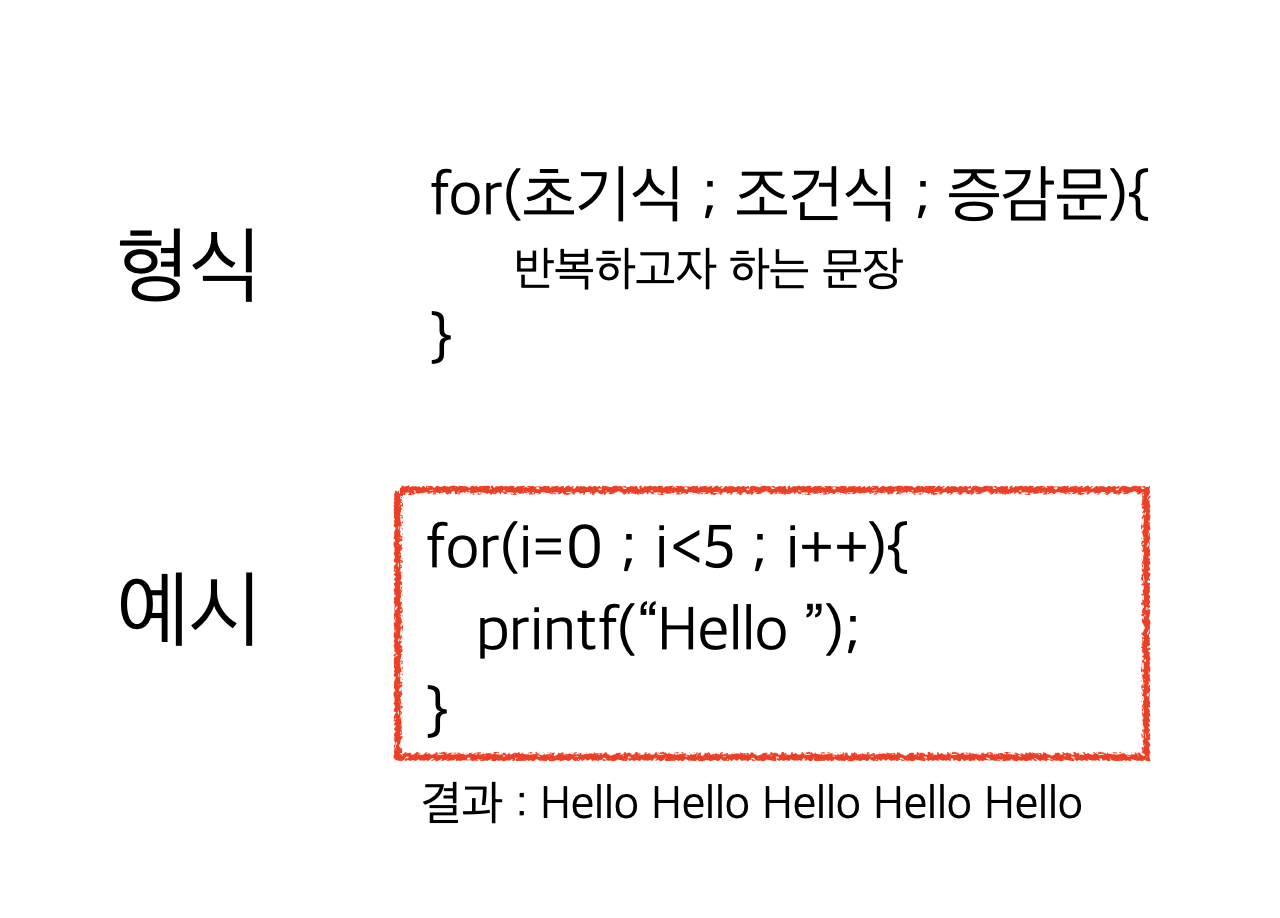 형식
for(초기식 ; 조건식 ; 증감문){
반복하고자 하는 문장
}
예시
for(i=0 ; i<5 ; i++){
printf(“Hello ”);
}
결과 : Hello Hello Hello Hello Hello